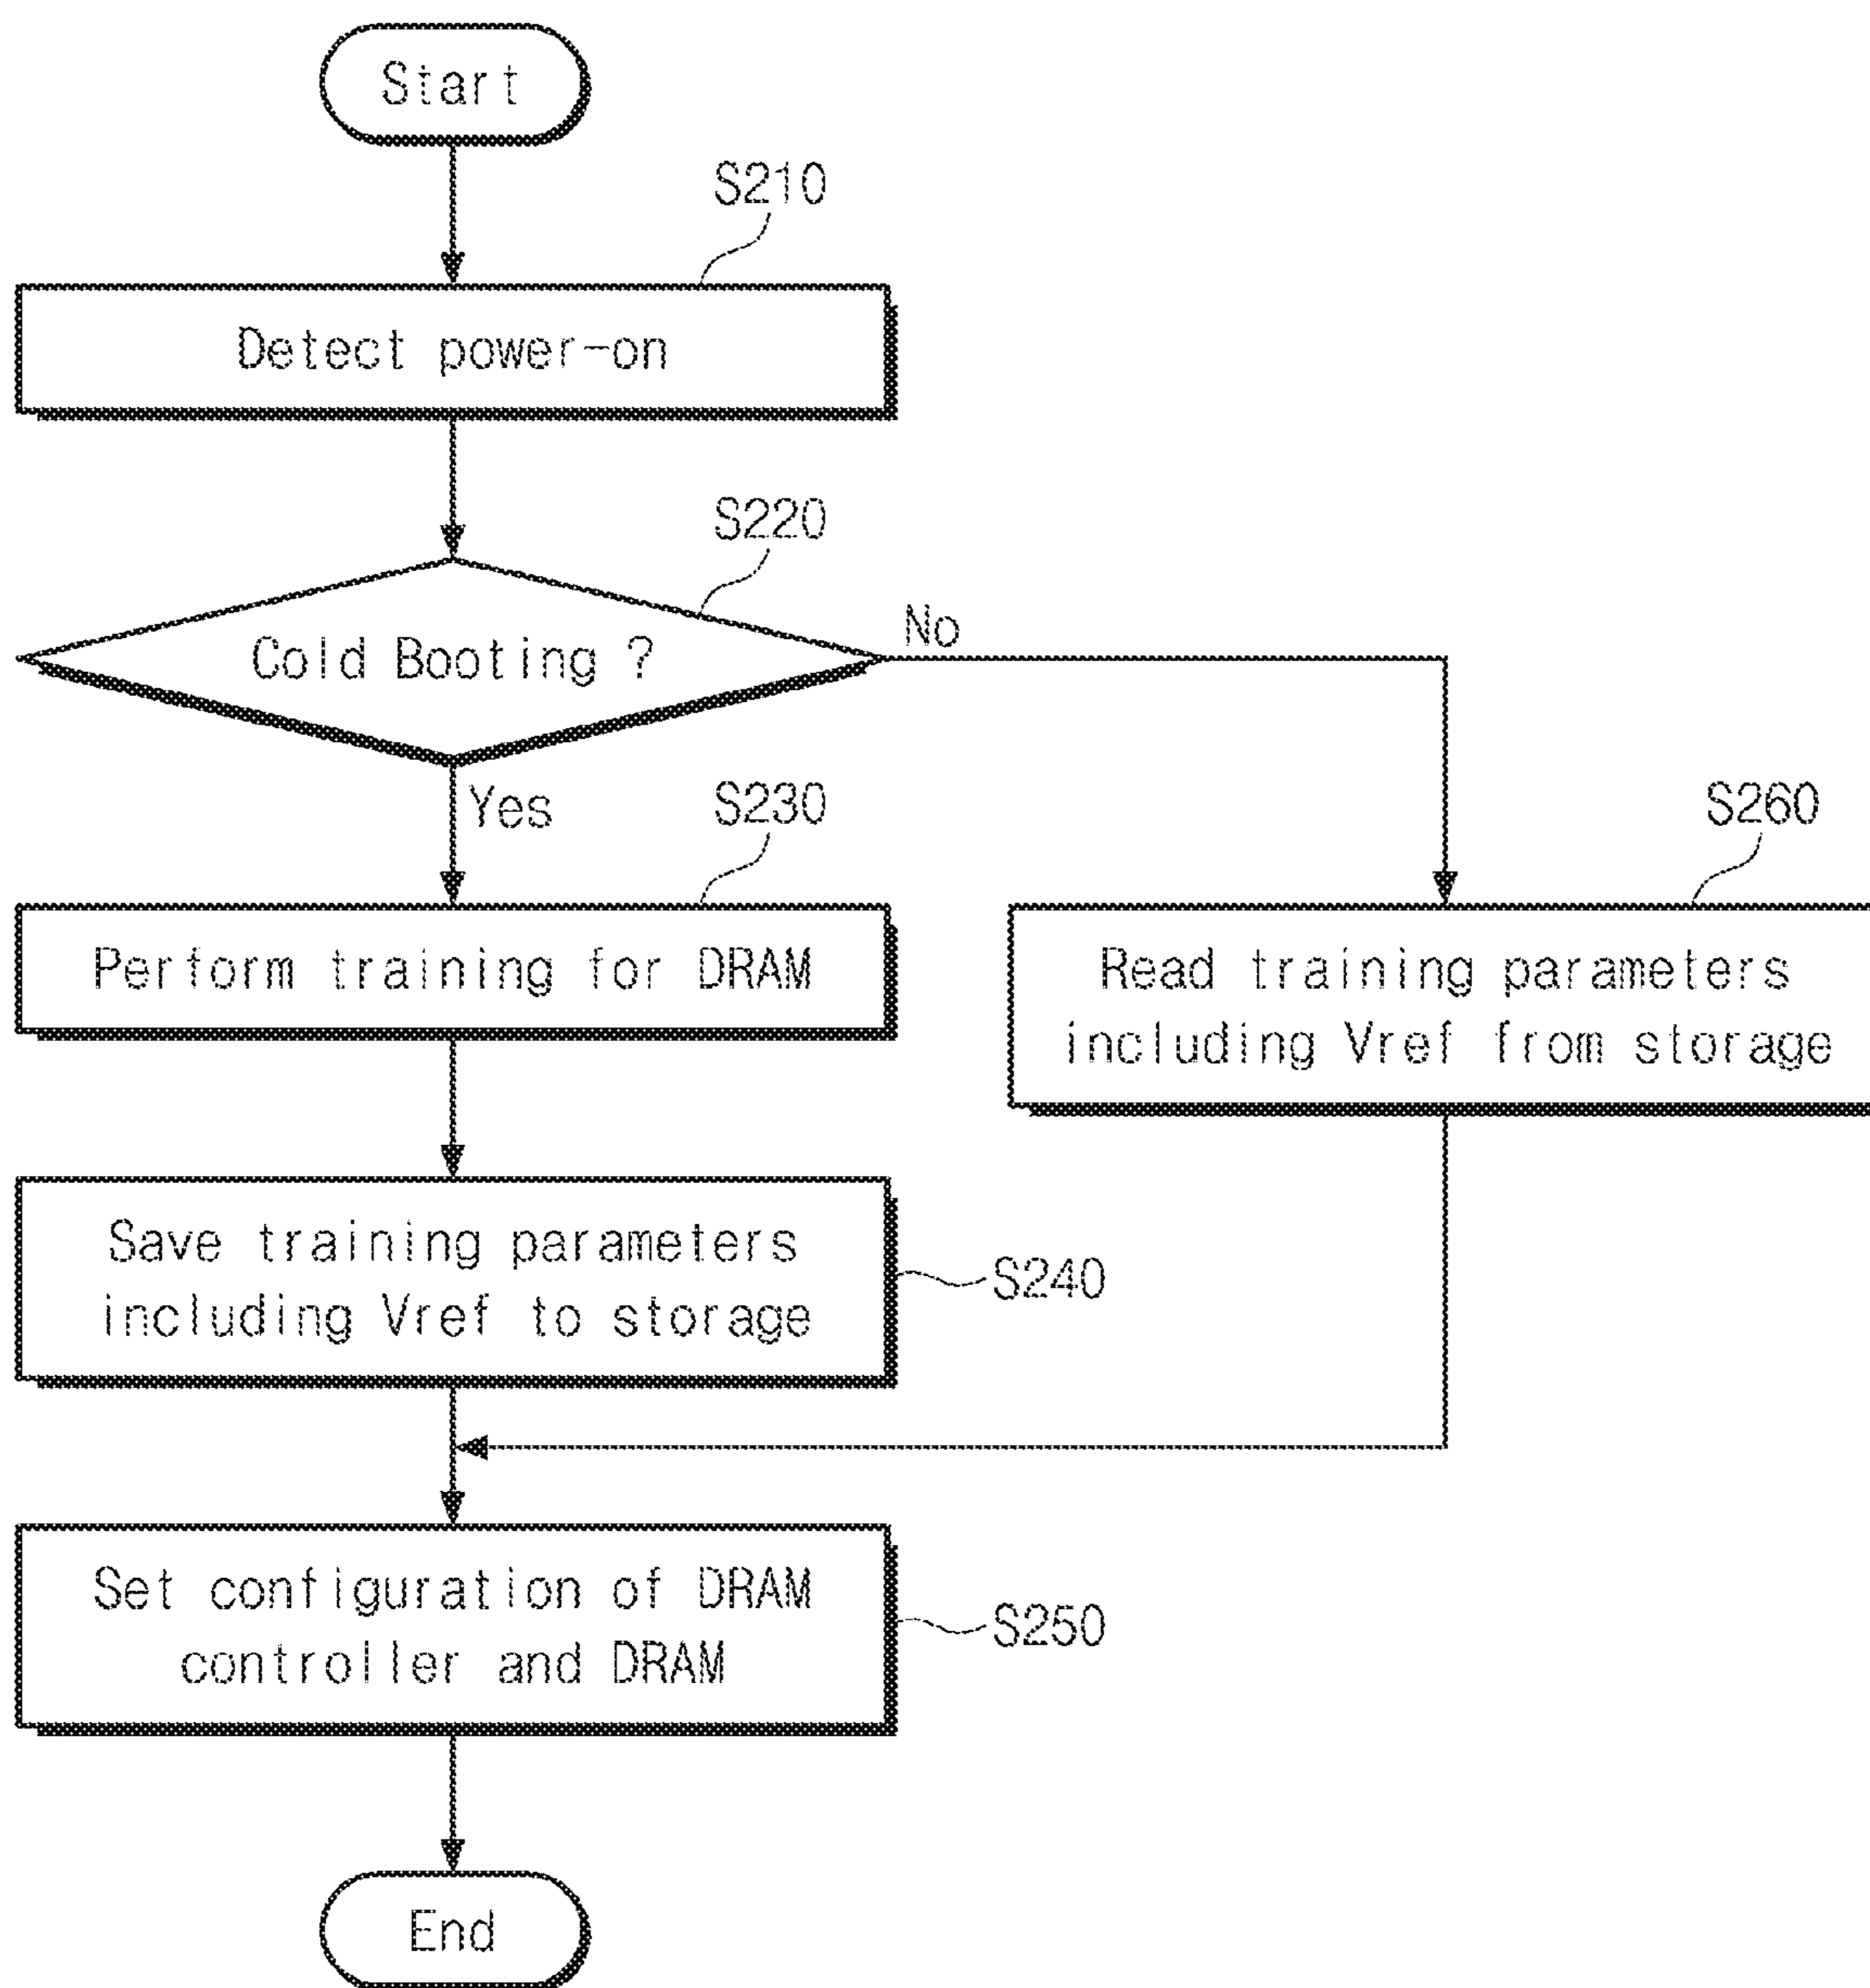 Start
S210
Detect power-on
S220
Cold Booting ?
No
Yes
S230
S260
Perform training for DRAM
Read training parameters
including Vref from storage
Save training parameters
including Vref to storage
S240
Set configuration of DRAM
controller and DRAM
S250
End